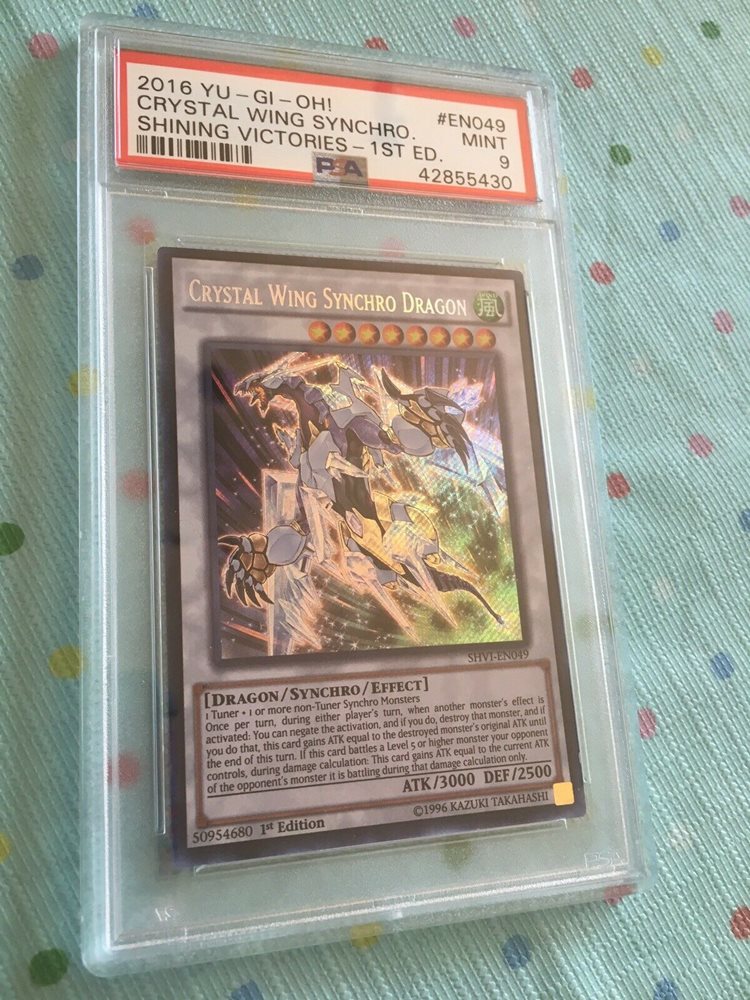 2016 YU-GI-OH! #EN049
CRYSTAL WING SYNCHRO. MINT
SHINING VICTORIES-1ST ED. 9
PSA 42855430
CRYSTAL WING SYNCHRO DRAGON
WIND
風
SHVI-EN049
[DRAGON/SYNCHRO/EFFECT]
1 Tuner + 1 or more non-Tuner Synchro Monsters
Once per turn, during either player's turn, when another monster's effect is
activated: You can negate the activation, and if you do, destroy that monster, and if
you do that, this card gains ATK equal to the destroyed monster's original ATK until
the end of this turn. If this card battles a Level 5 or higher monster your opponent
controls, during damage calculation: This card gains ATK equal to the current ATK
of the opponent's monster it is battling during that damage calculation only.
ATK/3000 DEF/2500
50954680 1st Edition ©1996 KAZUKI TAKAHASHI
PSA